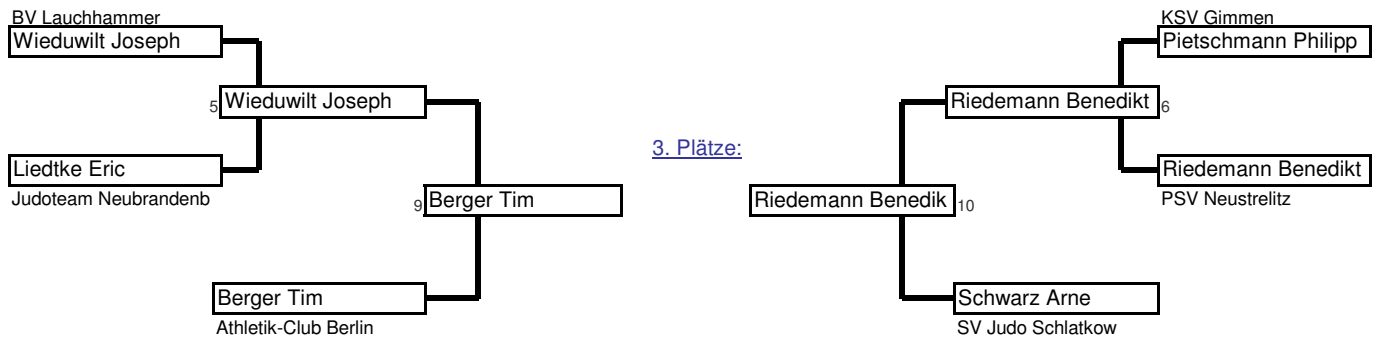 BV Lauchhammer
Wieduwilt Joseph
5 Wieduwilt Joseph
Liedtke Eric
Judoteam Neubrandenb
9 Berger Tim
Berger Tim
Athletik-Club Berlin
3. Plätze:
KSV Gimmen
Pietschmann Philipp
Riedemann Benedikt 6
Riedemann Benedikt
PSV Neustrelitz
Riedemann Benedik 10
Schwarz Arne
SV Judo Schlatkow